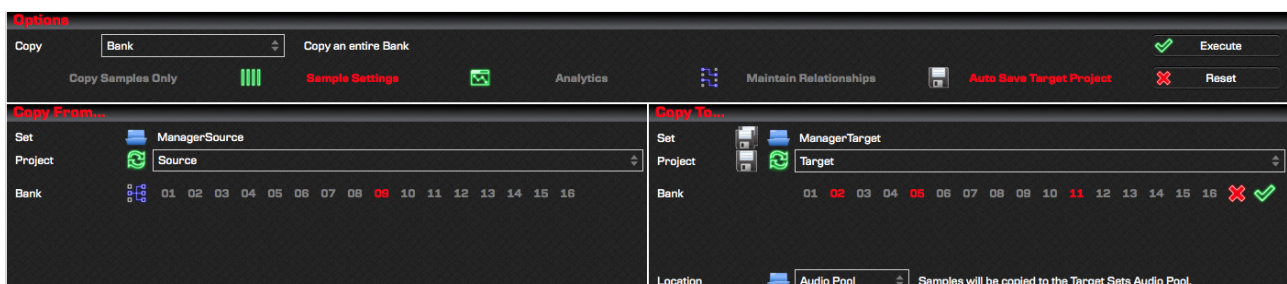 Options
Copy Bank Copy an entire Bank Execute
Copy Samples Only Sample Settings Analytics Maintain Relationships Auto Save Target Project Reset
Copy From...
Set ManagerSource
Project Source
Bank 01 02 03 04 05 06 07 08 09 10 11 12 13 14 15 16
Copy To...
Set ManagerTarget
Project Target
Bank 01 02 03 04 05 06 07 08 09 10 11 12 13 14 15 16
Location Audio Pool Samples will be copied to the Target Sets Audio Pool.